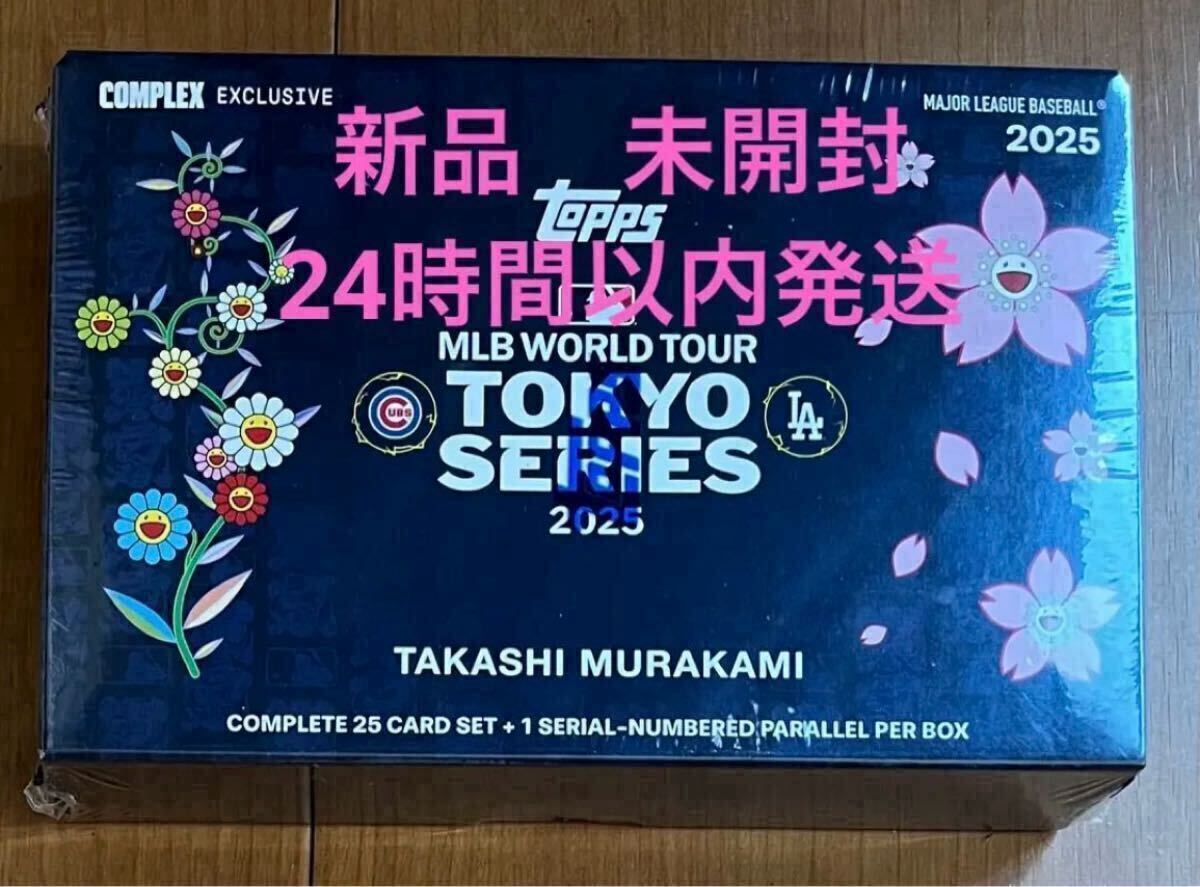 COMPLEX EXCLUSIVE
MAJOR LEAGUE BASEBALL®
2025
新品 未開封
topps
24時間以内発送
MLB WORLD TOUR
TOKYO
SERIES
2025
CUBS
LA
TAKASHI MURAKAMI
COMPLETE 25 CARD SET + 1 SERIAL-NUMBERED PARALLEL PER BOX